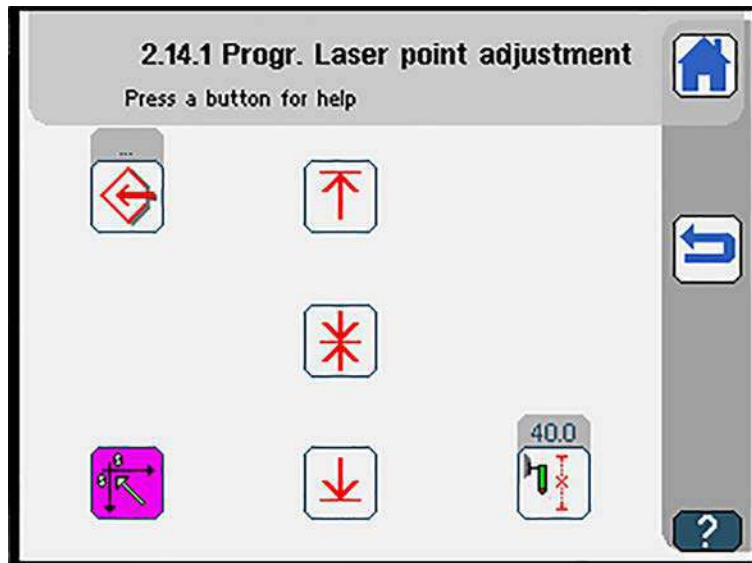 2.14.1 Progr. Laser point adjustment
Press a button for help
...
40.0
?